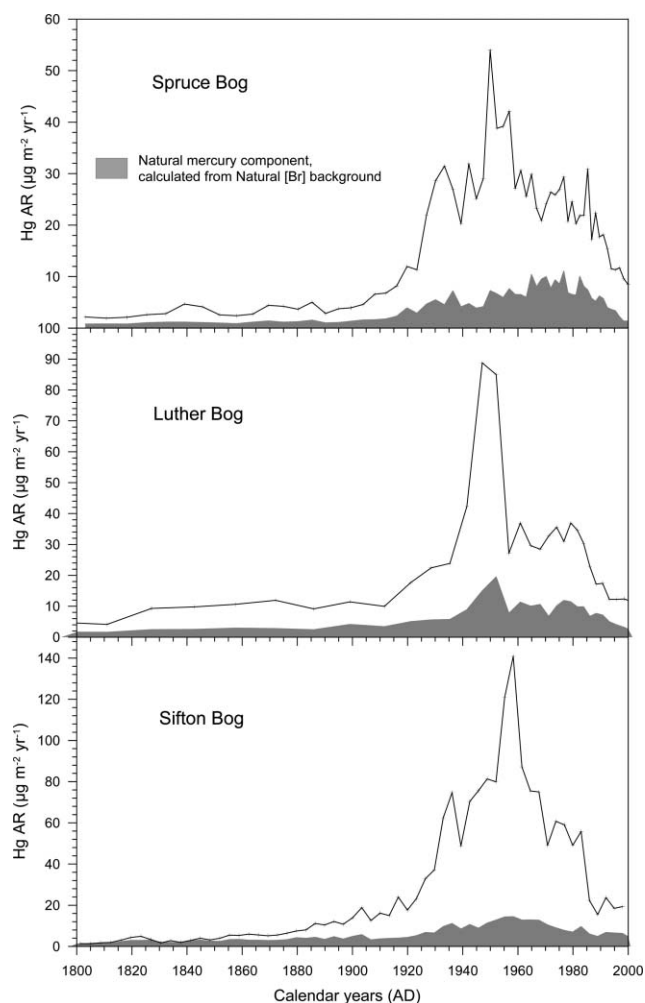 60
50
40
30
20
10
100
Hg AR (µg m⁻² yr⁻¹)
Spruce Bog
Natural mercury component,
calculated from Natural [Br] background
90
80
70
60
50
40
30
20
10
0
Hg AR (µg m⁻² yr⁻¹)
Luther Bog
140
120
100
80
60
40
20
0
Hg AR (µg m⁻² yr⁻¹)
Sifton Bog
1800 1820 1840 1860 1880 1900 1920 1940 1960 1980 2000
Calendar years (AD)